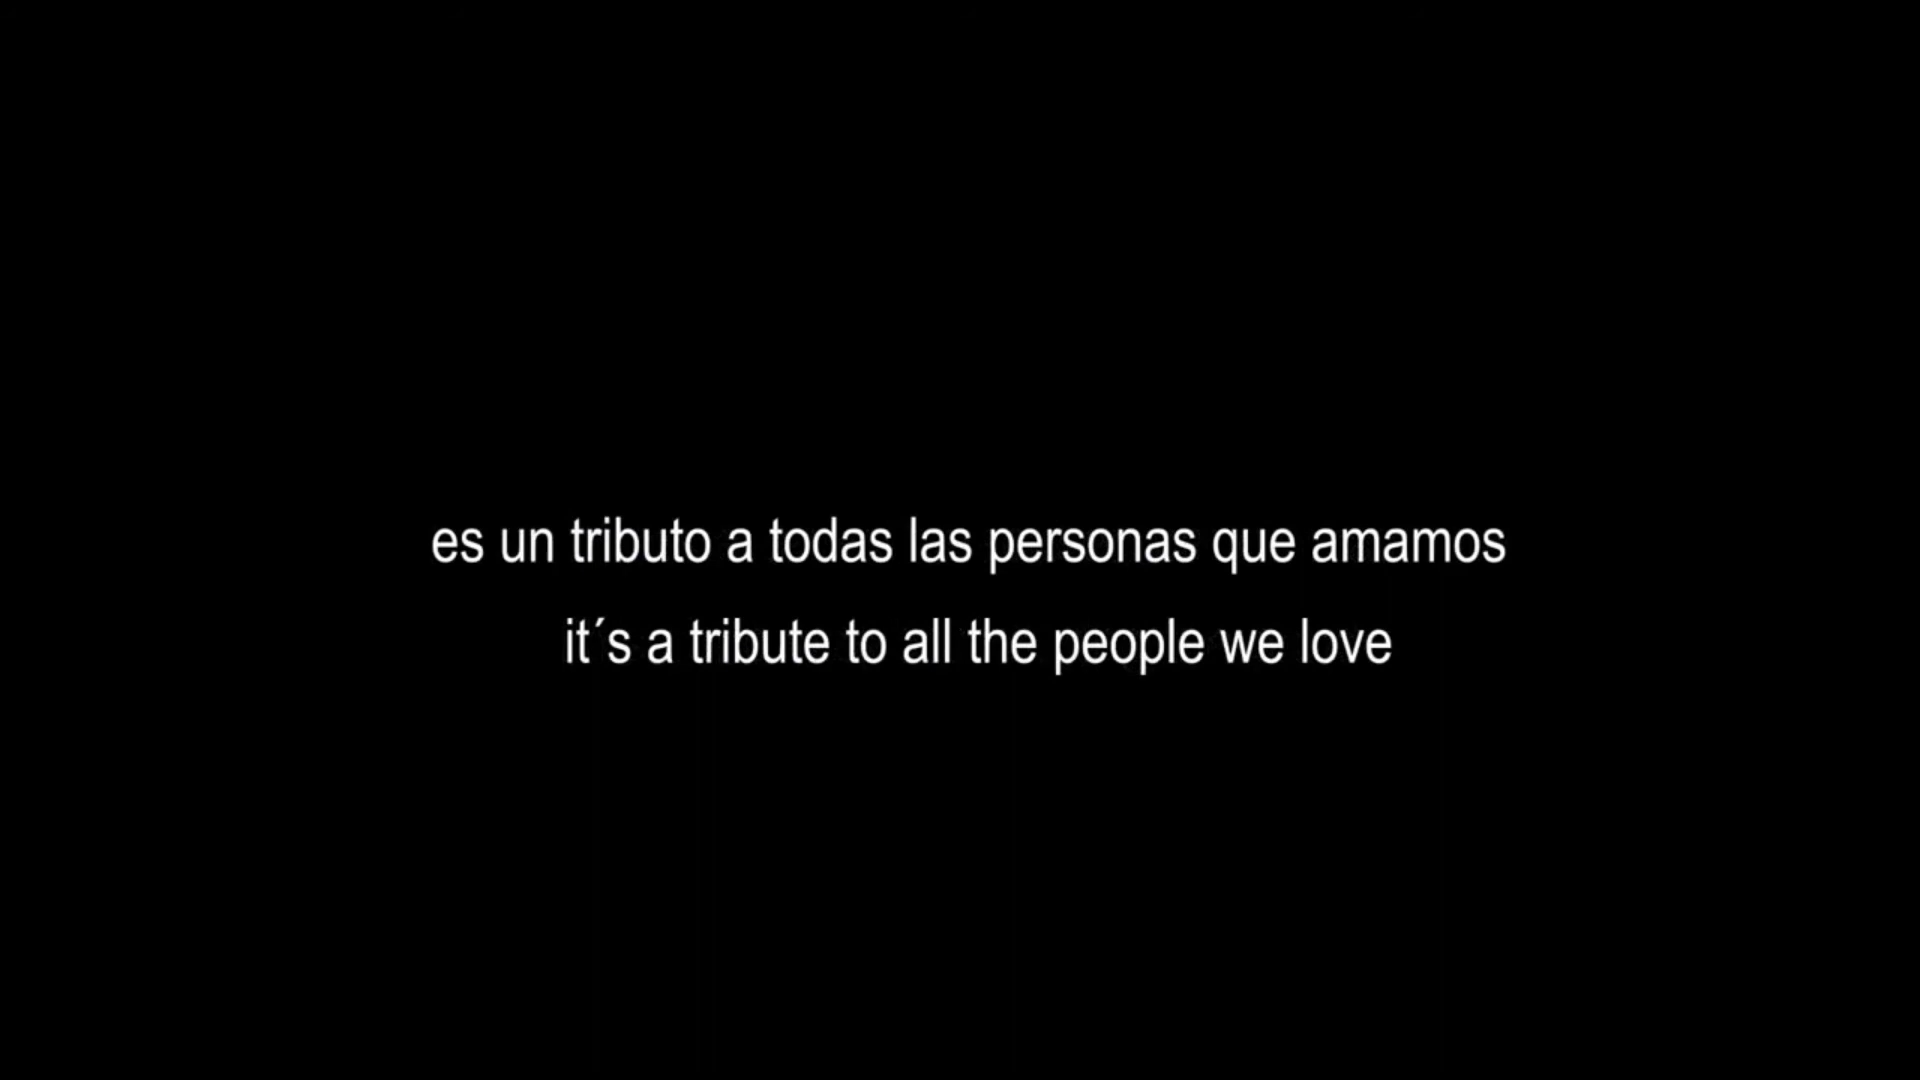 es un tributo a todas las personas que amamos
it´s a tribute to all the people we love